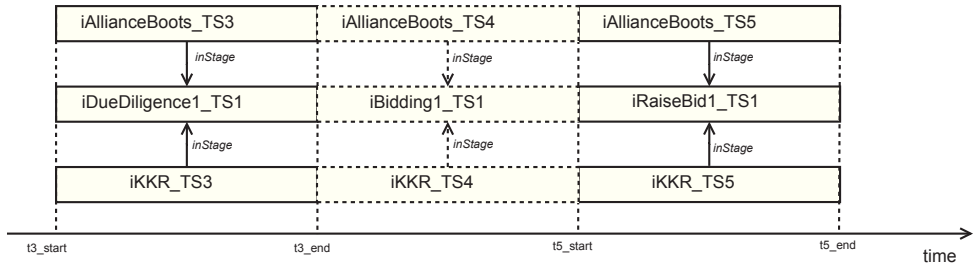 iAllianceBoots_TS3 iAllianceBoots_TS4 iAllianceBoots_TS5
inStage inStage inStage
iDueDiligence1_TS1 iBidding1_TS1 iRaiseBid1_TS1
inStage inStage inStage
iKKR_TS3 iKKR_TS4 iKKR_TS5
t3_start t3_end t5_start t5_end
time